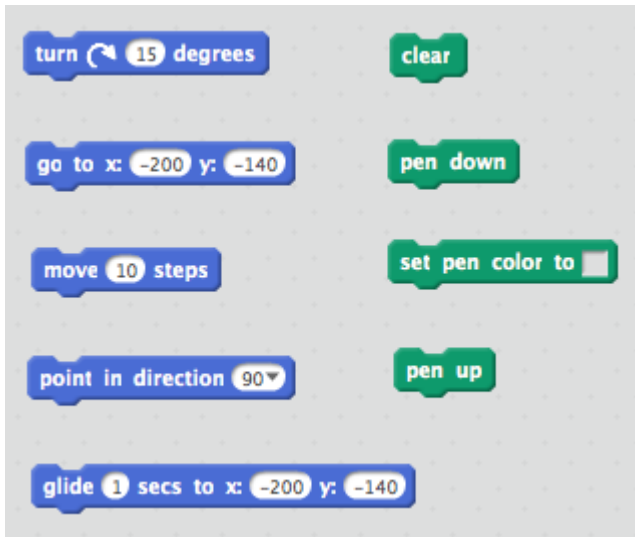 turn 15 degrees
clear
go to x: -200 y: -140
pen down
move 10 steps
set pen color to
point in direction 90
pen up
glide 1 secs to x: -200 y: -140